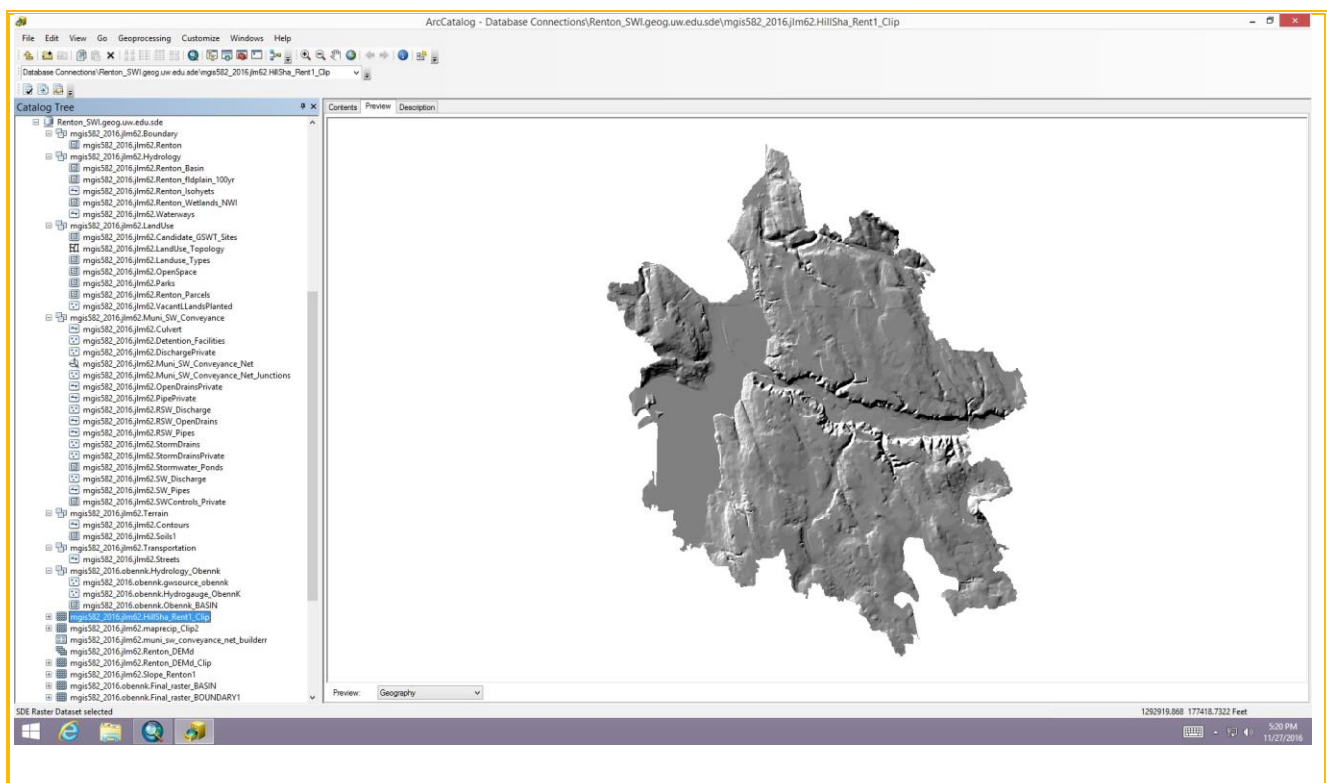 ArcCatalog - Database Connections\Renton_SWI.geog.uw.edu.sde\mgis582_2016.jlm62.HillSha_Rent1_Clip
File Edit View Go Geoprocessing Customize Windows Help
Database Connections\Renton_SWI.geog.uw.edu.sde\mgis582_2016.jlm62.HillSha_Rent1_Clip
Catalog Tree
Contents Preview Description
Renton_SWI.geog.uw.edu.sde
mgis582_2016.jlm62.Boundary
mgis582_2016.jlm62.Renton
mgis582_2016.jlm62.Hydrology
mgis582_2016.jlm62.Renton_Basin
mgis582_2016.jlm62.Renton_fldplain_100yr
mgis582_2016.jlm62.Renton_Isohyets
mgis582_2016.jlm62.Renton_Wetlands_NWI
mgis582_2016.jlm62.Waterways
mgis582_2016.jlm62.LandUse
mgis582_2016.jlm62.Candidate_GSWT_Sites
mgis582_2016.jlm62.LandUse_Topology
mgis582_2016.jlm62.Landuse_Types
mgis582_2016.jlm62.OpenSpace
mgis582_2016.jlm62.Parks
mgis582_2016.jlm62.Renton_Parcels
mgis582_2016.jlm62.VacantLLandsPlanted
mgis582_2016.jlm62.Muni_SW_Conveyance
mgis582_2016.jlm62.Culvert
mgis582_2016.jlm62.Detention_Facilities
mgis582_2016.jlm62.DischargePrivate
mgis582_2016.jlm62.Muni_SW_Conveyance_Net
mgis582_2016.jlm62.Muni_SW_Conveyance_Net_Junctions
mgis582_2016.jlm62.OpenDrainsPrivate
mgis582_2016.jlm62.PipePrivate
mgis582_2016.jlm62.RSW_Discharge
mgis582_2016.jlm62.RSW_OpenDrains
mgis582_2016.jlm62.RSW_Pipes
mgis582_2016.jlm62.StormDrains
mgis582_2016.jlm62.StormDrainsPrivate
mgis582_2016.jlm62.Stormwater_Ponds
mgis582_2016.jlm62.SW_Discharge
mgis582_2016.jlm62.SW_Pipes
mgis582_2016.jlm62.SWControls_Private
mgis582_2016.jlm62.Terrain
mgis582_2016.jlm62.Contours
mgis582_2016.jlm62.Soils1
mgis582_2016.jlm62.Transportation
mgis582_2016.jlm62.Streets
mgis582_2016.obennk.Hydrology_Obennk
mgis582_2016.obennk.gwsource_obennk
mgis582_2016.obennk.Hydrogauge_ObennK
mgis582_2016.obennk.Obennk_BASIN
mgis582_2016.jlm62.HillSha_Rent1_Clip
mgis582_2016.jlm62.maprecip_Clip2
mgis582_2016.jlm62.muni_sw_conveyance_net_builderr
mgis582_2016.jlm62.Renton_DEMd
mgis582_2016.jlm62.Renton_DEMd_Clip
mgis582_2016.jlm62.Slope_Renton1
mgis582_2016.obennk.Final_raster_BASIN
mgis582_2016.obennk.Final_raster_BOUNDARY1
Preview: Geography
SDE Raster Dataset selected
1292919.868 177418.7322 Feet
5:20 PM
11/27/2016